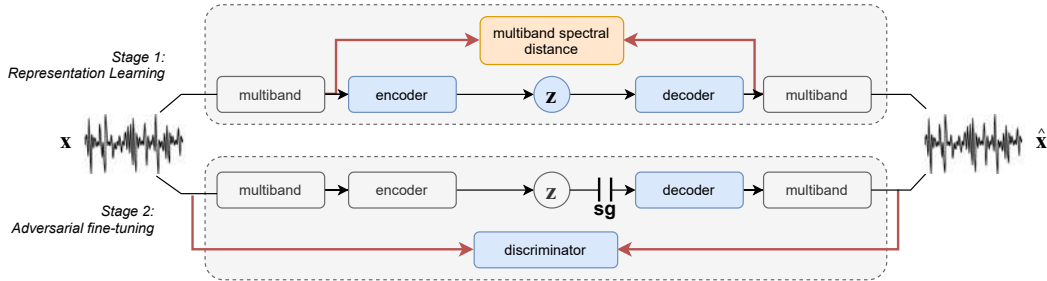 Stage 1:
Representation Learning
multiband spectral
distance
multiband
encoder
z
decoder
multiband
x
x̂
multiband
encoder
z
sg
decoder
multiband
Stage 2:
Adversarial fine-tuning
discriminator